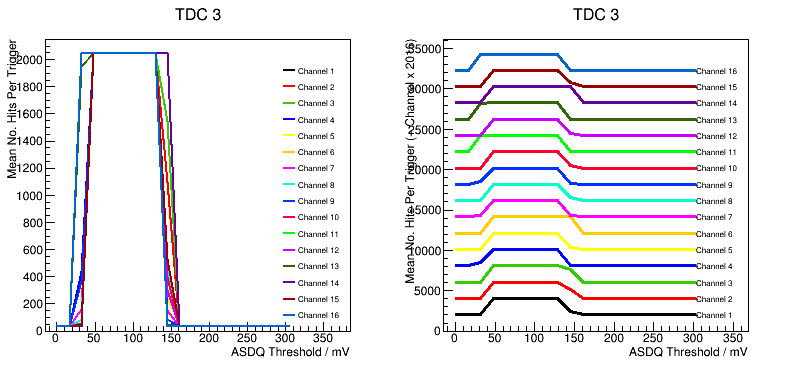 TDC 3
Mean No. Hits Per Trigger
2000
1800
1600
1400
1200
1000
800
600
400
200
0
0 50 100 150 200 250 300 350
ASDQ Threshold / mV
Channel 1
Channel 2
Channel 3
Channel 4
Channel 5
Channel 6
Channel 7
Channel 8
Channel 9
Channel 10
Channel 11
Channel 12
Channel 13
Channel 14
Channel 15
Channel 16
TDC 3
Mean No. Hits Per Trigger (+ Channel x 2016)
35000
30000
25000
20000
15000
10000
5000
0
0 50 100 150 200 250 300 350
ASDQ Threshold / mV
Channel 16
Channel 15
Channel 14
Channel 13
Channel 12
Channel 11
Channel 10
Channel 9
Channel 8
Channel 7
Channel 6
Channel 5
Channel 4
Channel 3
Channel 2
Channel 1